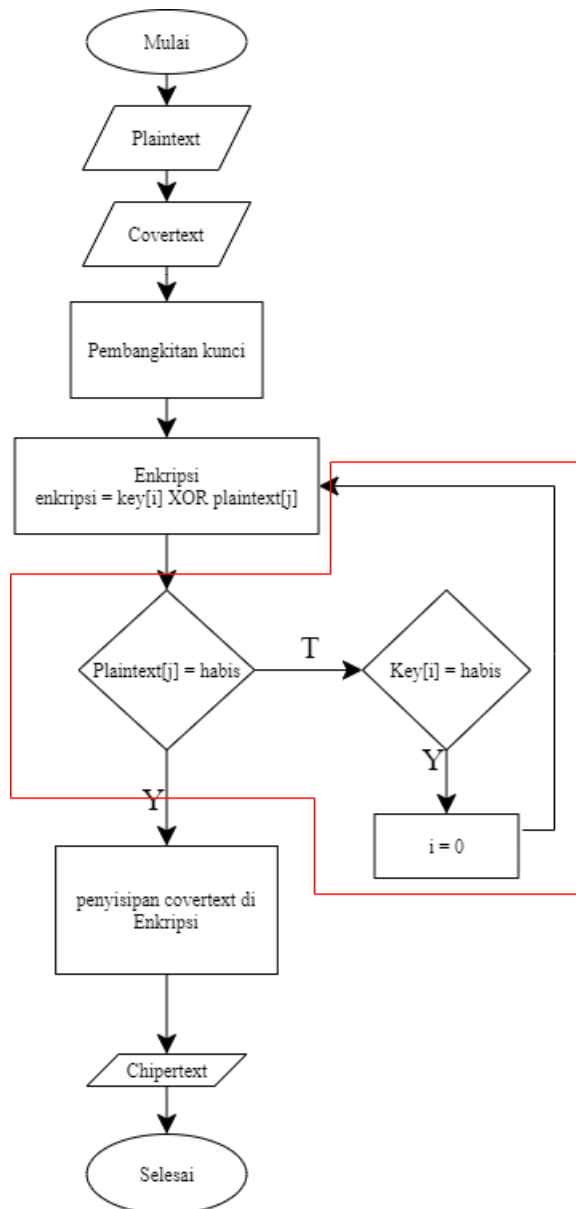 Mulai
Plaintext
Covertext
Pembangkitan kunci
Enkripsi
enkripsi = key[i] XOR plaintext[j]
Plaintext[j] = habis
T
Key[i] = habis
Y
Y
i = 0
penyisipan covertext di
Enkripsi
Chipertext
Selesai